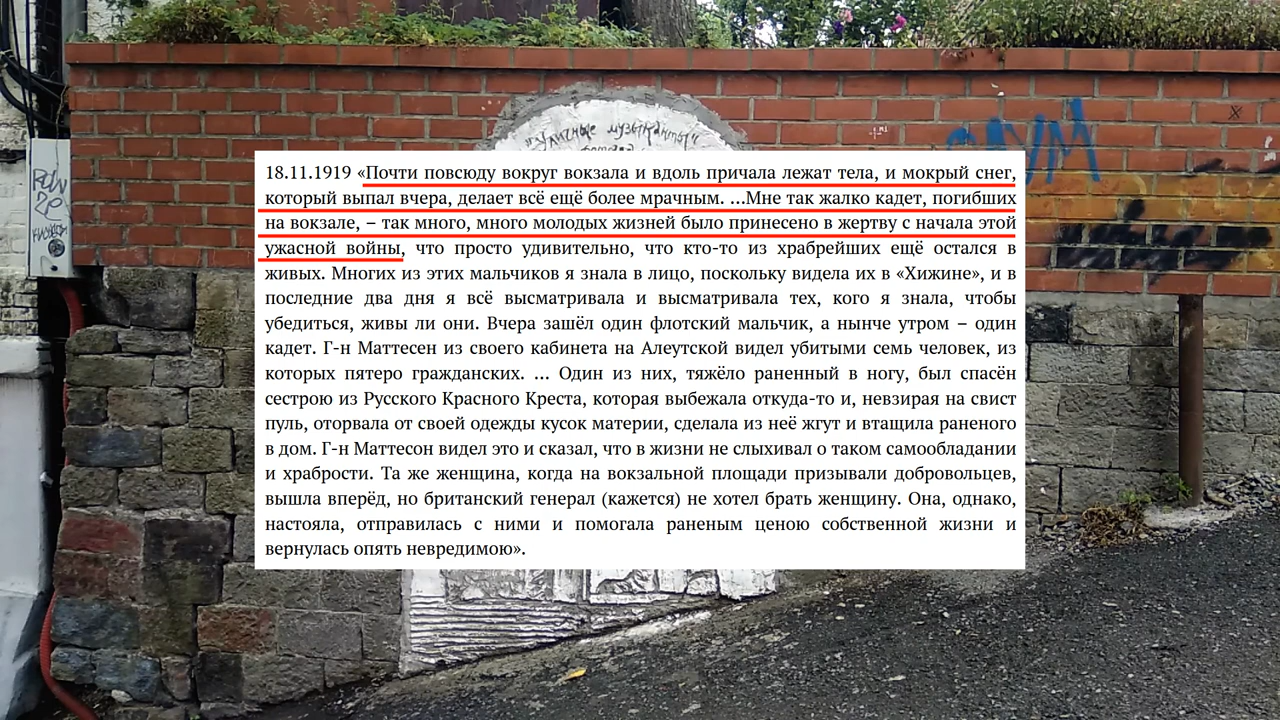 "Уличные музыканты"
18.11.1919 «Почти повсюду вокруг вокзала и вдоль причала лежат тела, и мокрый снег,
который выпал вчера, делает всё ещё более мрачным. ...Мне так жалко кадет, погибших
на вокзале, – так много, много молодых жизней было принесено в жертву с начала этой
ужасной войны, что просто удивительно, что кто-то из храбрейших ещё остался в
живых. Многих из этих мальчиков я знала в лицо, поскольку видела их в «Хижине», и в
последние два дня я всё высматривала и высматривала тех, кого я знала, чтобы
убедиться, живы ли они. Вчера зашёл один флотский мальчик, а нынче утром – один
кадет. Г-н Маттесен из своего кабинета на Алеутской видел убитыми семь человек, из
которых пятеро гражданских. ... Один из них, тяжёло раненный в ногу, был спасён
сестрою из Русского Красного Креста, которая выбежала откуда-то и, невзирая на свист
пуль, оторвала от своей одежды кусок материи, сделала из неё жгут и втащила раненого
в дом. Г-н Маттесон видел это и сказал, что в жизни не слыхивал о таком самообладании
и храбрости. Та же женщина, когда на вокзальной площади призывали добровольцев,
вышла вперёд, но британский генерал (кажется) не хотел брать женщину. Она, однако,
настояла, отправилась с ними и помогала раненым ценою собственной жизни и
вернулась опять невредимою».